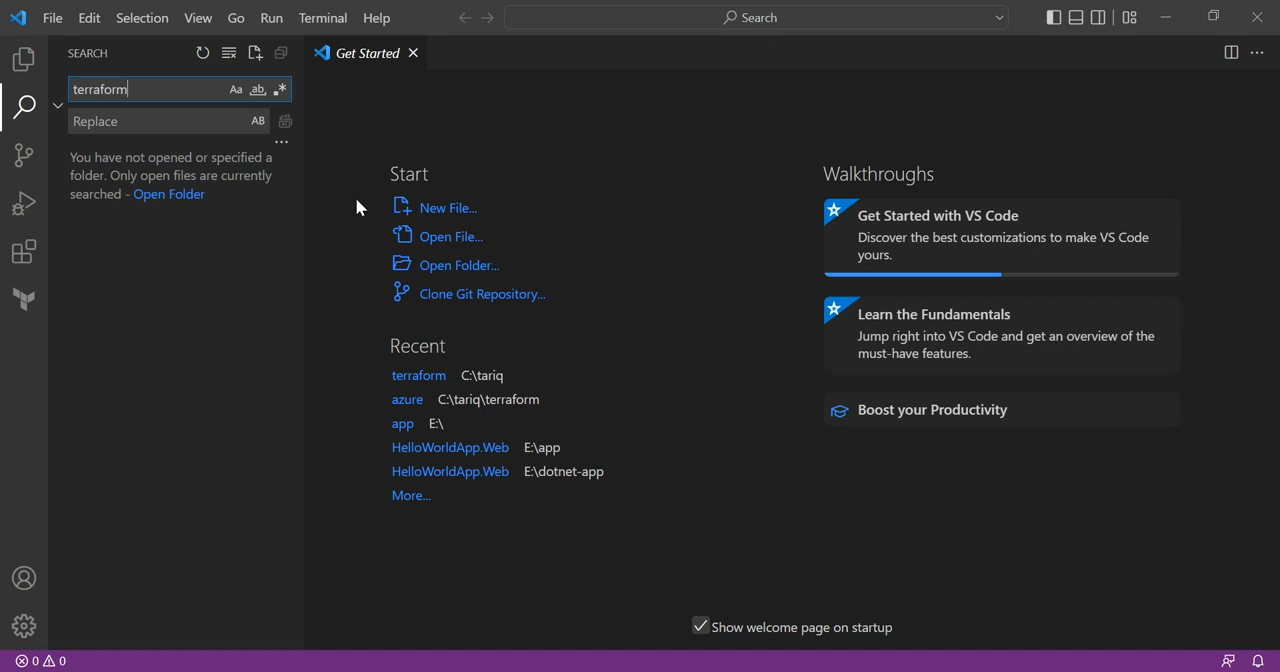 File Edit Selection View Go Run Terminal Help
Search
SEARCH
terraform
Aa ab .*
Replace
AB
...
You have not opened or specified a
folder. Only open files are currently
searched - Open Folder
Get Started
Start
New File...
Open File...
Open Folder...
Clone Git Repository...
Recent
terraform C:\tariq
azure C:\tariq\terraform
app E:\
HelloWorldApp.Web E:\app
HelloWorldApp.Web E:\dotnet-app
More...
Walkthroughs
Get Started with VS Code
Discover the best customizations to make VS Code
yours.
Learn the Fundamentals
Jump right into VS Code and get an overview of the
must-have features.
Boost your Productivity
Show welcome page on startup
0 0